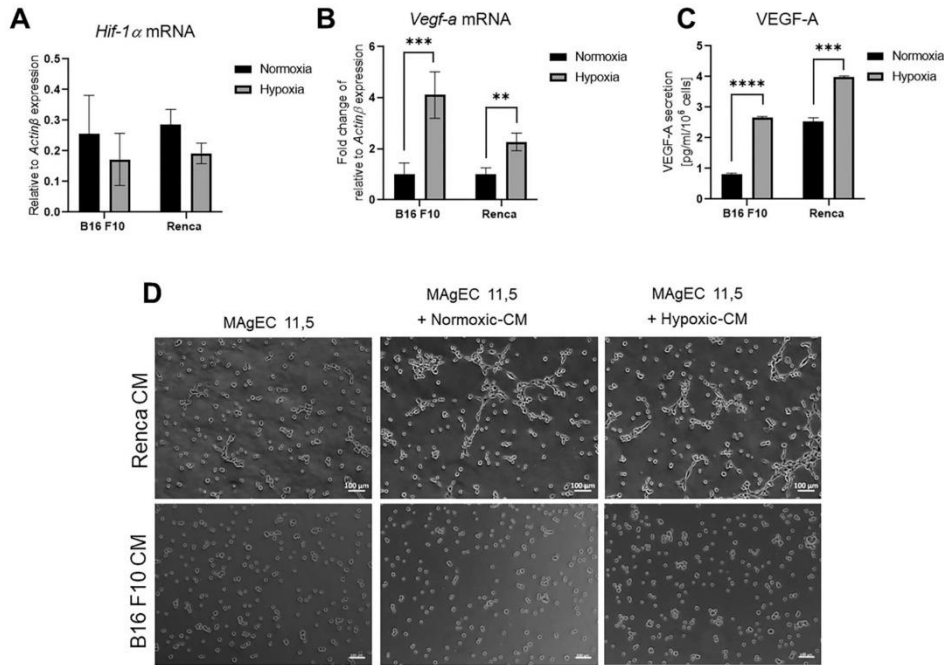 A
Hif-1α mRNA
Relative to Actinβ expression
0.5
0.4
0.3
0.2
0.1
0.0
B16 F10
Renca
Normoxia
Hypoxia
B
Vegf-a mRNA
Fold change of
relative to Actinβ expression
6
4
2
0
***
**
B16 F10
Renca
Normoxia
Hypoxia
C
VEGF-A
VEGF-A secretion
[pg/ml/10⁶ cells]
5
4
3
2
1
0
****
***
B16 F10
Renca
Normoxia
Hypoxia
D
MAgEC 11,5
MAgEC 11,5
+ Normoxic-CM
MAgEC 11,5
+ Hypoxic-CM
Renca CM
100 µm
100 µm
100 µm
B16 F10 CM